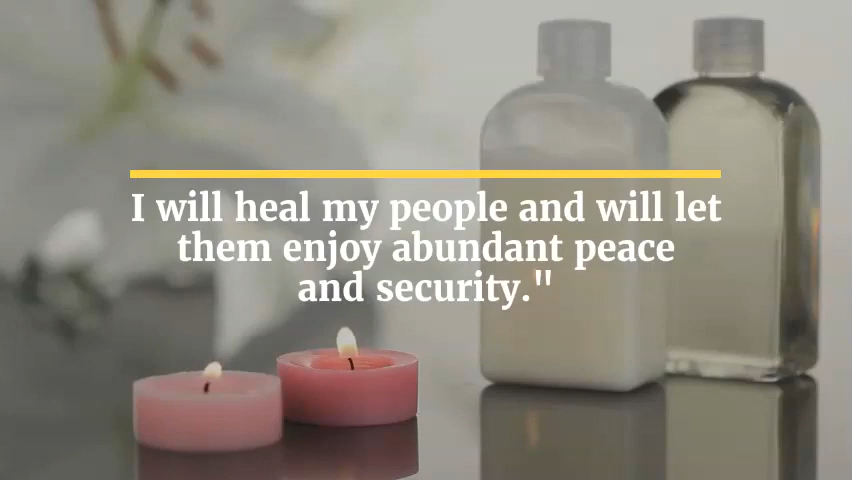 I will heal my people and will let
them enjoy abundant peace
and security."